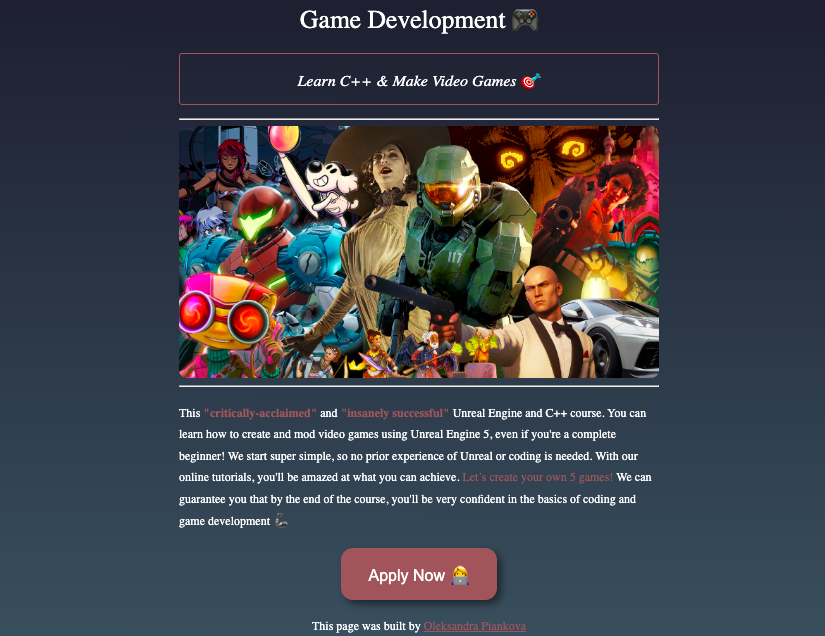 Game Development 🎮
Learn C++ & Make Video Games 🎯
117
This "critically-acclaimed" and "insanely successful" Unreal Engine and C++ course. You can
learn how to create and mod video games using Unreal Engine 5, even if you're a complete
beginner! We start super simple, so no prior experience of Unreal or coding is needed. With our
online tutorials, you'll be amazed at what you can achieve. Let's create your own 5 games! We can
guarantee you that by the end of the course, you'll be very confident in the basics of coding and
game development 🦾
Apply Now 👩‍💻
This page was built by Oleksandra Piankova